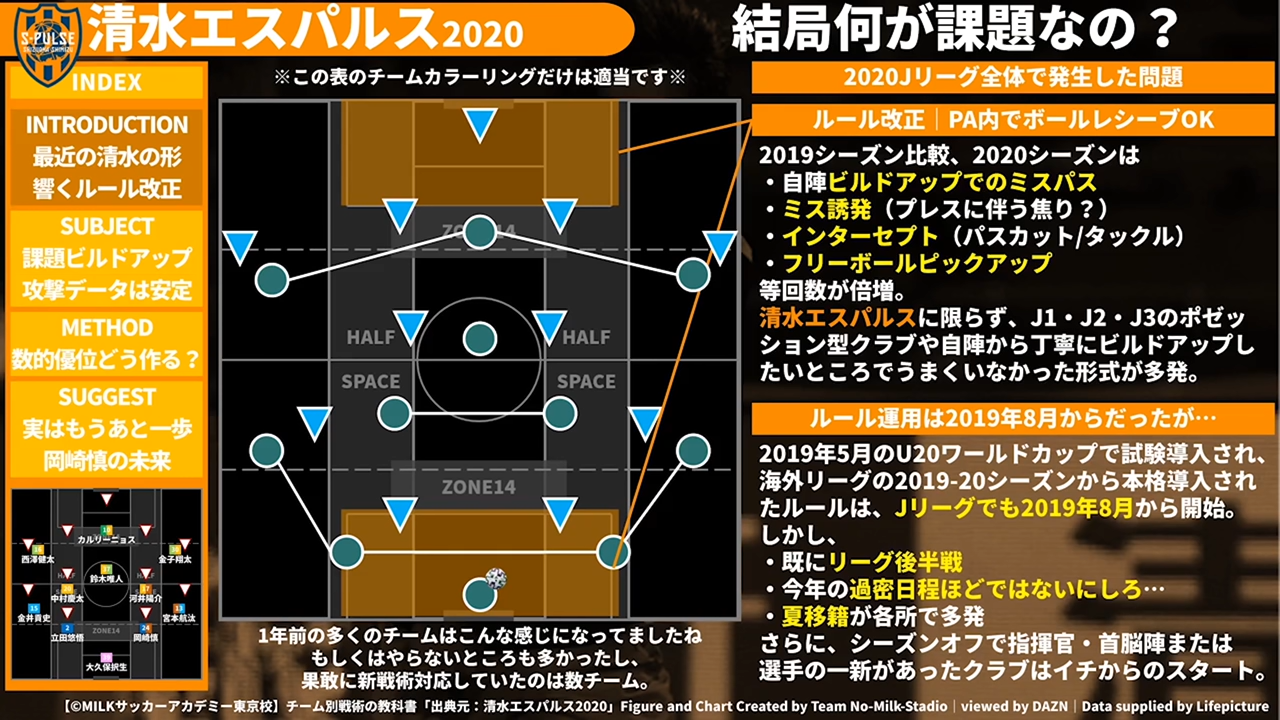 S-PULSE
清水エスパルス2020
結局何が課題なの？
INDEX
INTRODUCTION
最近の清水の形
響くルール改正
SUBJECT
課題ビルドアップ
攻撃データは安定
METHOD
数的優位どう作る？
SUGGEST
実はもうあと一歩
岡崎慎の未来
カルリーニョス
西澤健太
金子翔太
鈴木唯人
中村慶太
河井陽介
金井貢史
宮本航汰
ZONE14
立田悠悟
岡崎慎
大久保択生
※この表のチームカラーリングだけは適当です※
ZONE14
HALF
HALF
SPACE
SPACE
ZONE14
1年前の多くのチームはこんな感じになってましたね
もしくはやらないところも多かったし、
果敢に新戦術対応していたのは数チーム。
2020Jリーグ全体で発生した問題
ルール改正｜PA内でボールレシーブOK
2019シーズン比較、2020シーズンは
・自陣ビルドアップでのミスパス
・ミス誘発（プレスに伴う焦り？）
・インターセプト（パスカット/タックル）
・フリーボールピックアップ
等回数が倍増。
清水エスパルスに限らず、J1・J2・J3のポゼッ
ション型クラブや自陣から丁寧にビルドアップし
たいところでうまくいなかった形式が多発。
ルール運用は2019年8月からだったが…
2019年5月のU20ワールドカップで試験導入され、
海外リーグの2019-20シーズンから本格導入され
たルールは、Jリーグでも2019年8月から開始。
しかし、
・既にリーグ後半戦
・今年の過密日程ほどではないにしろ…
・夏移籍が各所で多発
さらに、シーズンオフで指揮官・首脳陣または
選手の一新があったクラブはイチからのスタート。
【©MILKサッカーアカデミー東京校】チーム別戦術の教科書「出典元：清水エスパルス2020」Figure and Chart Created by Team No-Milk-Stadio｜viewed by DAZN｜Data supplied by Lifepicture